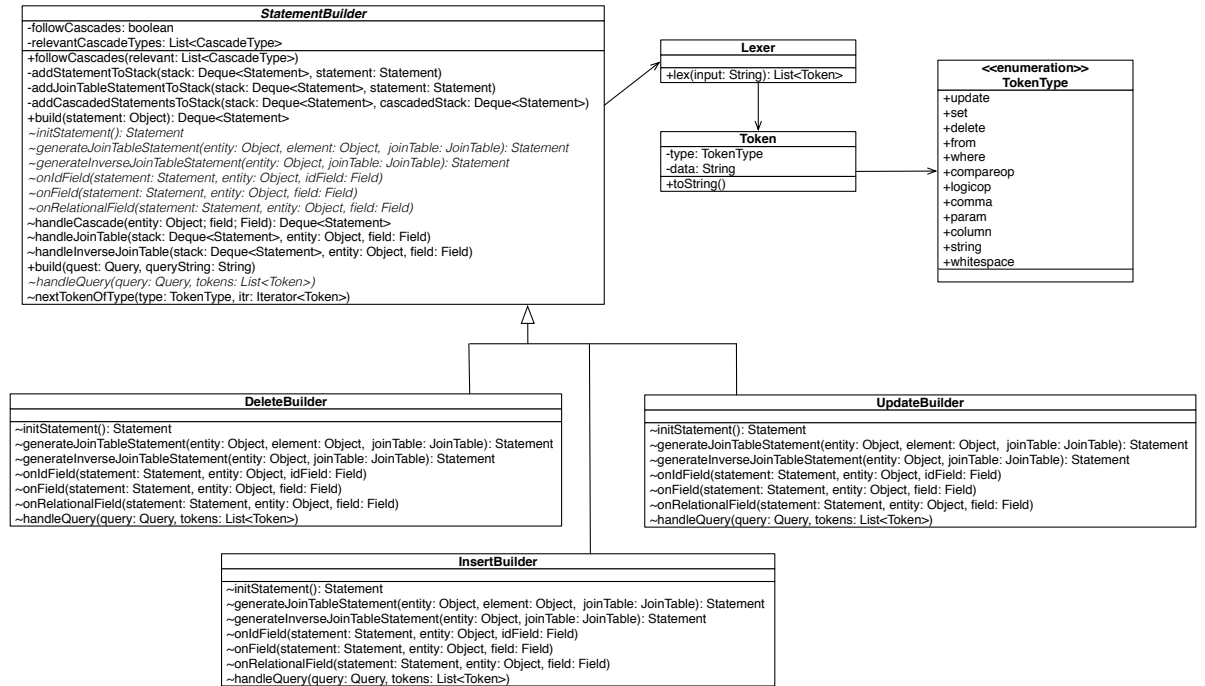 StatementBuilder
-followCascades: boolean
-relevantCascadeTypes: List<CascadeType>
+followCascades(relevant: List<CascadeType>)
-addStatementToStack(stack: Deque<Statement>, statement: Statement)
-addJoinTableStatementToStack(stack: Deque<Statement>, statement: Statement)
-addCascadedStatementsToStack(stack: Deque<Statement>, cascadedStack: Deque<Statement>)
+build(statement: Object): Deque<Statement>
~initStatement(): Statement
~generateJoinTableStatement(entity: Object, element: Object, joinTable: JoinTable): Statement
~generateInverseJoinTableStatement(entity: Object, joinTable: JoinTable): Statement
~onIdField(statement: Statement, entity: Object, idField: Field)
~onField(statement: Statement, entity: Object, field: Field)
~onRelationalField(statement: Statement, entity: Object, field: Field)
~handleCascade(entity: Object; field; Field): Deque<Statement>
~handleJoinTable(stack: Deque<Statement>, entity: Object, field: Field)
~handleInverseJoinTable(stack: Deque<Statement>, entity: Object, field: Field)
+build(quest: Query, queryString: String)
~handleQuery(query: Query, tokens: List<Token>)
~nextTokenOfType(type: TokenType, itr: Iterator<Token>)
Lexer
+lex(input: String): List<Token>
Token
-type: TokenType
-data: String
+toString()
<<enumeration>>
TokenType
+update
+set
+delete
+from
+where
+compareop
+logicop
+comma
+param
+column
+string
+whitespace
DeleteBuilder
~initStatement(): Statement
~generateJoinTableStatement(entity: Object, element: Object, joinTable: JoinTable): Statement
~generateInverseJoinTableStatement(entity: Object, joinTable: JoinTable): Statement
~onIdField(statement: Statement, entity: Object, idField: Field)
~onField(statement: Statement, entity: Object, field: Field)
~onRelationalField(statement: Statement, entity: Object, field: Field)
~handleQuery(query: Query, tokens: List<Token>)
UpdateBuilder
~initStatement(): Statement
~generateJoinTableStatement(entity: Object, element: Object, joinTable: JoinTable): Statement
~generateInverseJoinTableStatement(entity: Object, joinTable: JoinTable): Statement
~onIdField(statement: Statement, entity: Object, idField: Field)
~onField(statement: Statement, entity: Object, field: Field)
~onRelationalField(statement: Statement, entity: Object, field: Field)
~handleQuery(query: Query, tokens: List<Token>)
InsertBuilder
~initStatement(): Statement
~generateJoinTableStatement(entity: Object, element: Object, joinTable: JoinTable): Statement
~generateInverseJoinTableStatement(entity: Object, joinTable: JoinTable): Statement
~onIdField(statement: Statement, entity: Object, idField: Field)
~onField(statement: Statement, entity: Object, field: Field)
~onRelationalField(statement: Statement, entity: Object, field: Field)
~handleQuery(query: Query, tokens: List<Token>)